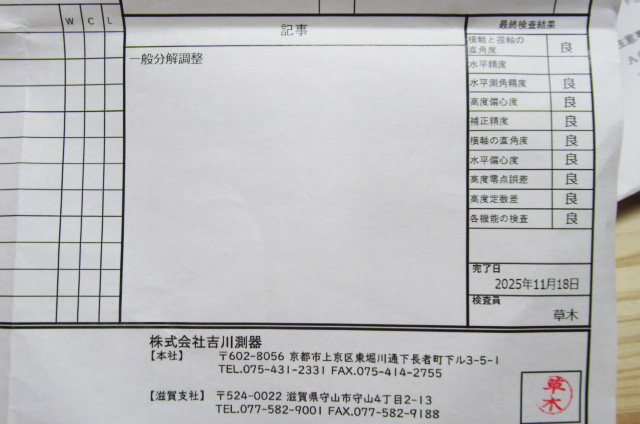 W C L
記事
一般分解調整
最終検査結果
横軸と視軸の
直角度 良
水平精度
水平測角精度 良
高度偏心度 良
補正精度 良
横軸の直角度 良
水平偏心度 良
高度零点誤差 良
高度定数差 良
各機能の検査 良
完了日
2025年11月18日
検査員
草木
株式会社吉川測器
【本社】 〒602-8056 京都市上京区東堀川通下長者町下ル3-5-1
TEL.075-431-2331 FAX.075-414-2755
【滋賀支社】 〒524-0022 滋賀県守山市守山4丁目2-13
TEL.077-582-9001 FAX.077-582-9188
草木